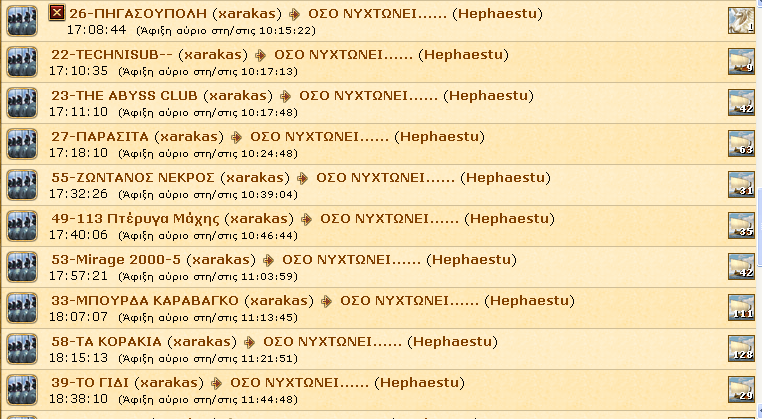 26-ΠΗΓΑΣΟΥΠΟΛΗ (xarakas) ΟΣΟ ΝΥΧΤΩΝΕΙ...... (Hephaestu)
17:08:44 (Άφιξη αύριο στη/στις 10:15:22) 1
22-TECHNISUB-- (xarakas) ΟΣΟ ΝΥΧΤΩΝΕΙ...... (Hephaestu)
17:10:35 (Άφιξη αύριο στη/στις 10:17:13) 9
23-THE ABYSS CLUB (xarakas) ΟΣΟ ΝΥΧΤΩΝΕΙ...... (Hephaestu)
17:11:10 (Άφιξη αύριο στη/στις 10:17:48) 42
27-ΠΑΡΑΣΙΤΑ (xarakas) ΟΣΟ ΝΥΧΤΩΝΕΙ...... (Hephaestu)
17:18:10 (Άφιξη αύριο στη/στις 10:24:48) 63
55-ΖΩΝΤΑΝΟΣ ΝΕΚΡΟΣ (xarakas) ΟΣΟ ΝΥΧΤΩΝΕΙ...... (Hephaestu)
17:32:26 (Άφιξη αύριο στη/στις 10:39:04) 31
49-113 Πτέρυγα Μάχης (xarakas) ΟΣΟ ΝΥΧΤΩΝΕΙ...... (Hephaestu)
17:40:06 (Άφιξη αύριο στη/στις 10:46:44) 35
53-Mirage 2000-5 (xarakas) ΟΣΟ ΝΥΧΤΩΝΕΙ...... (Hephaestu)
17:57:21 (Άφιξη αύριο στη/στις 11:03:59) 42
33-ΜΠΟΥΡΔΑ ΚΑΡΑΒΑΓΚΟ (xarakas) ΟΣΟ ΝΥΧΤΩΝΕΙ...... (Hephaestu)
18:07:07 (Άφιξη αύριο στη/στις 11:13:45) 111
58-ΤΑ ΚΟΡΑΚΙΑ (xarakas) ΟΣΟ ΝΥΧΤΩΝΕΙ...... (Hephaestu)
18:15:13 (Άφιξη αύριο στη/στις 11:21:51) 128
39-ΤΟ ΓΙΔΙ (xarakas) ΟΣΟ ΝΥΧΤΩΝΕΙ...... (Hephaestu)
18:38:10 (Άφιξη αύριο στη/στις 11:44:48) 29